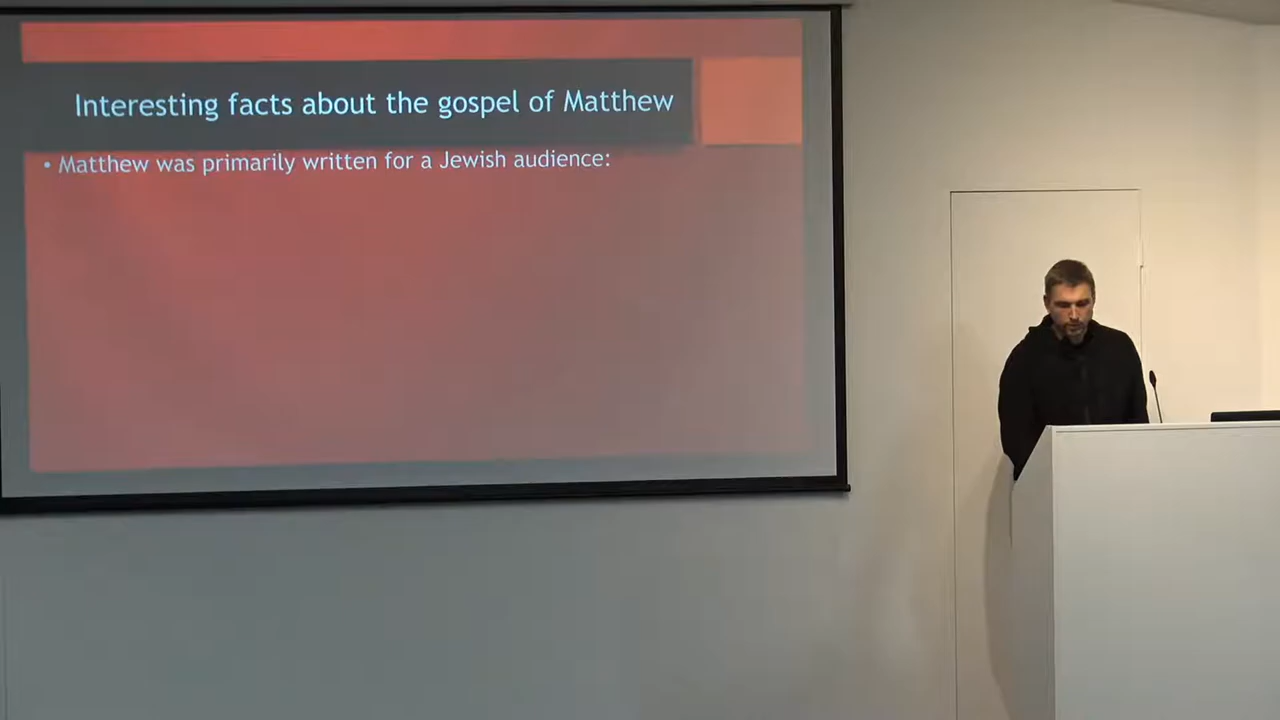 Interesting facts about the gospel of Matthew
• Matthew was primarily written for a Jewish audience: